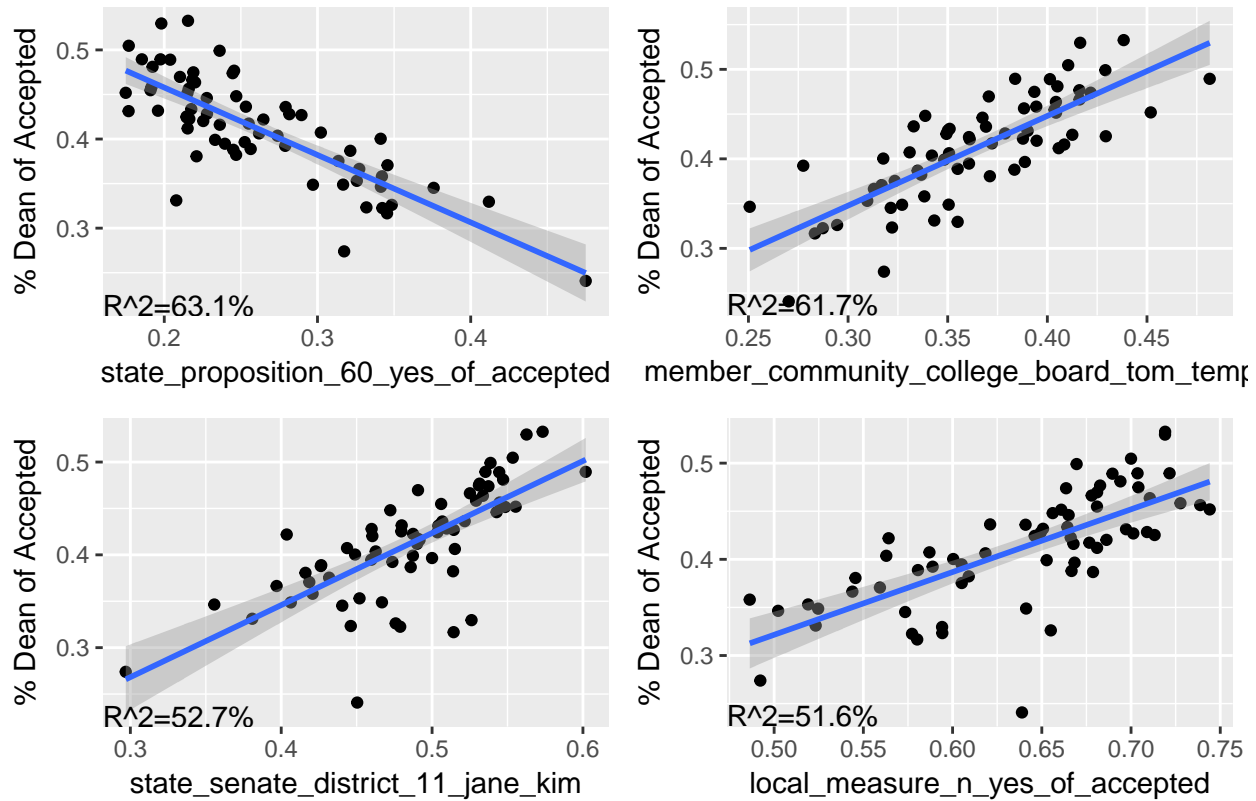 % Dean of Accepted
0.5
0.4
0.3
R^2=63.1%
0.2 0.3 0.4
state_proposition_60_yes_of_accepted
% Dean of Accepted
0.5
0.4
0.3
R^2=61.7%
0.25 0.30 0.35 0.40 0.45
member_community_college_board_tom_temp
% Dean of Accepted
0.5
0.4
0.3
R^2=52.7%
0.3 0.4 0.5 0.6
state_senate_district_11_jane_kim
% Dean of Accepted
0.5
0.4
0.3
R^2=51.6%
0.50 0.55 0.60 0.65 0.70 0.75
local_measure_n_yes_of_accepted